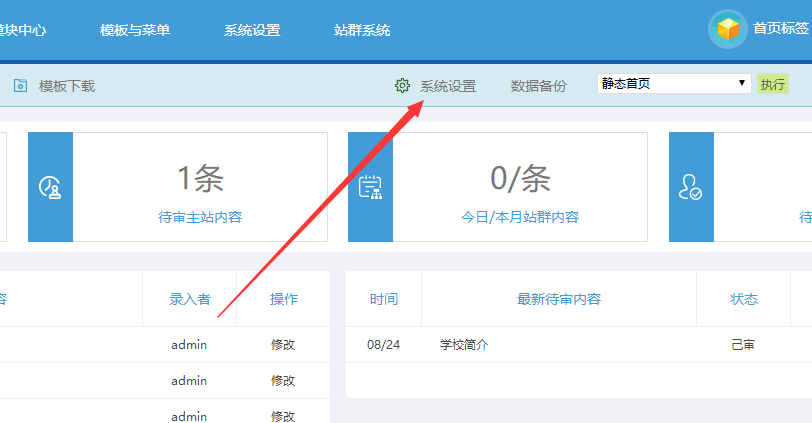 模块中心 模板与菜单 系统设置 站群系统 首页标签
模板下载 系统设置 数据备份 静态首页 执行
1条 0/条
待审主站内容 今日/本月站群内容 待
容 录入者 操作 时间 最新待审内容 状态
admin 修改 08/24 学校简介 己审
admin 修改
admin 修改